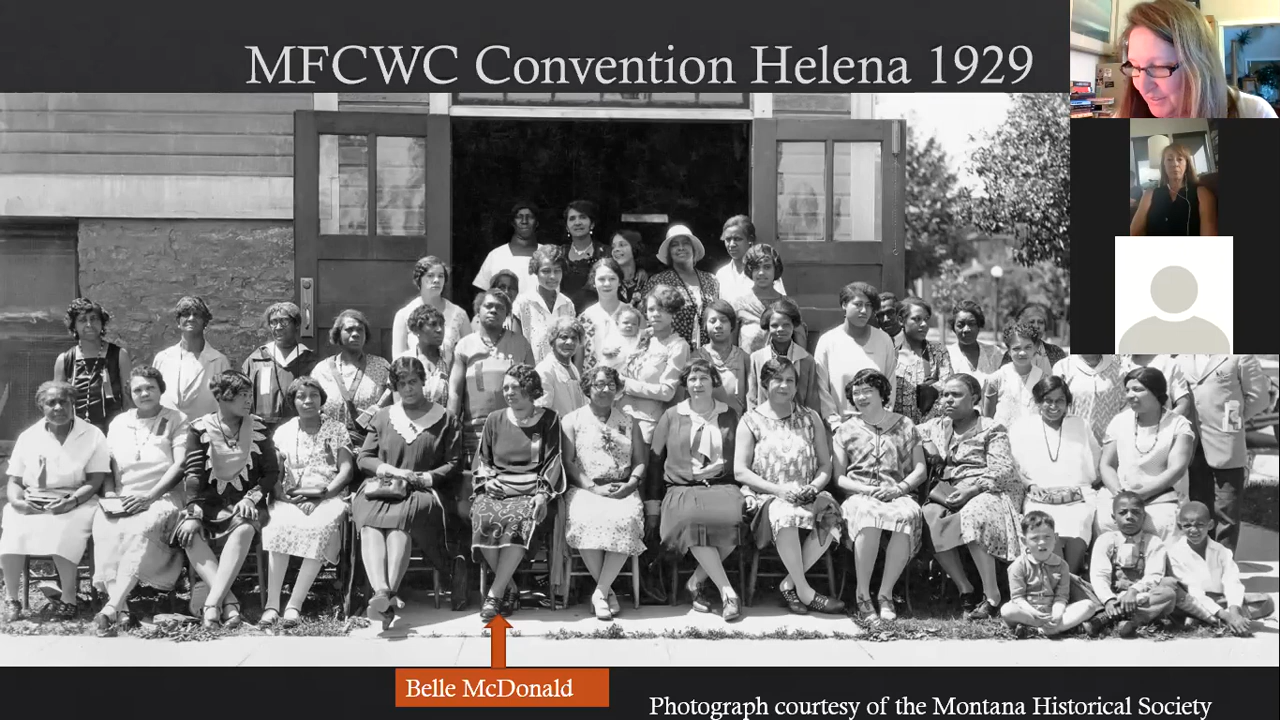 MFCWC Convention Helena 1929
Belle McDonald
Photograph courtesy of the Montana Historical Society